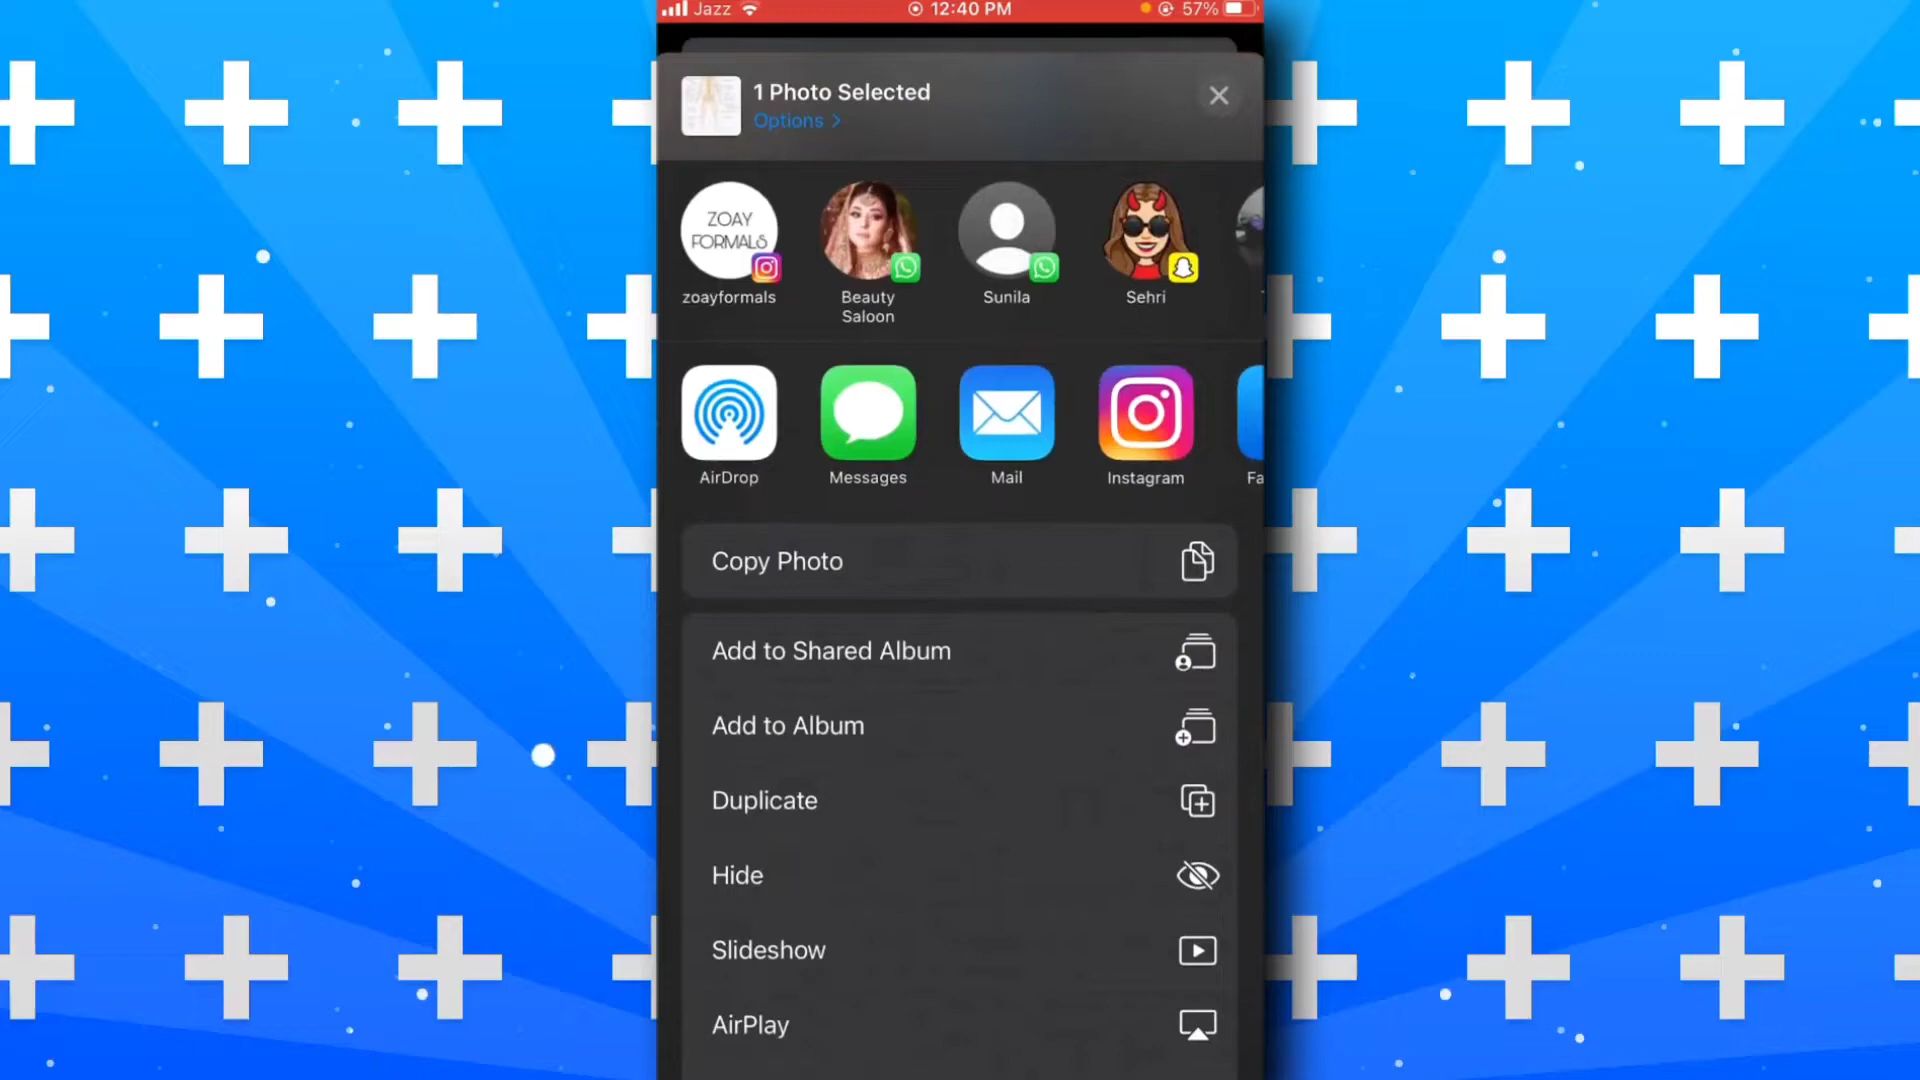 Jazz
12:40 PM
57%
1 Photo Selected
Options
ZOAY
FORMALS
zoayformals
Beauty
Saloon
Sunila
Sehri
AirDrop
Messages
Mail
Instagram
Fa
Copy Photo
Add to Shared Album
Add to Album
Duplicate
Hide
Slideshow
AirPlay